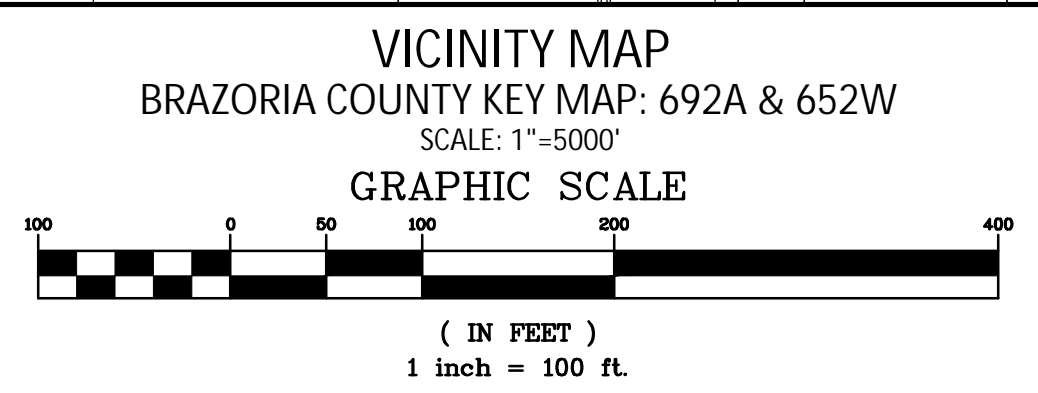 VICINITY MAP
BRAZORIA COUNTY KEY MAP: 692A & 652W
SCALE: 1"=5000'
GRAPHIC SCALE
100 0 50 100 200 400
( IN FEET )
1 inch = 100 ft.